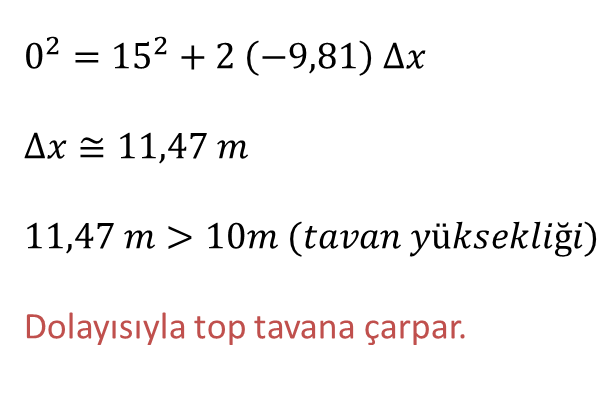 0² = 15² + 2 (−9,81) Δx
Δx ≅ 11,47 m
11,47 m > 10m (tavan yüksekliği)
Dolayısıyla top tavana çarpar.